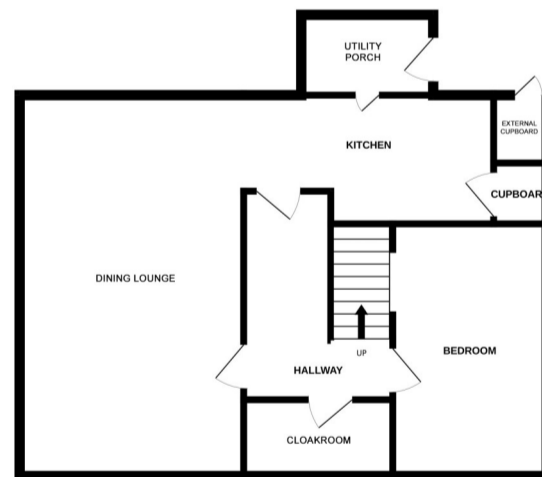 UTILITY
PORCH
EXTERNAL
CUPBOARD
KITCHEN
CUPBOAR
DINING LOUNGE
BEDROOM
UP
HALLWAY
CLOAKROOM